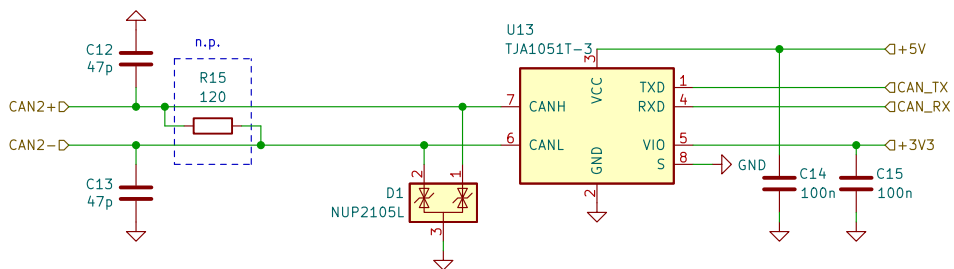 U13
TJA1051T-3
C12
47p
n.p.
R15
120
CAN2+
CAN2-
C13
47p
D1
NUP2105L
2
1
3
7
CANH
6
CANL
3
VCC
GND
2
TXD
1
RXD
4
VIO
5
S
8
GND
+5V
CAN_TX
CAN_RX
+3V3
C14
100n
C15
100n